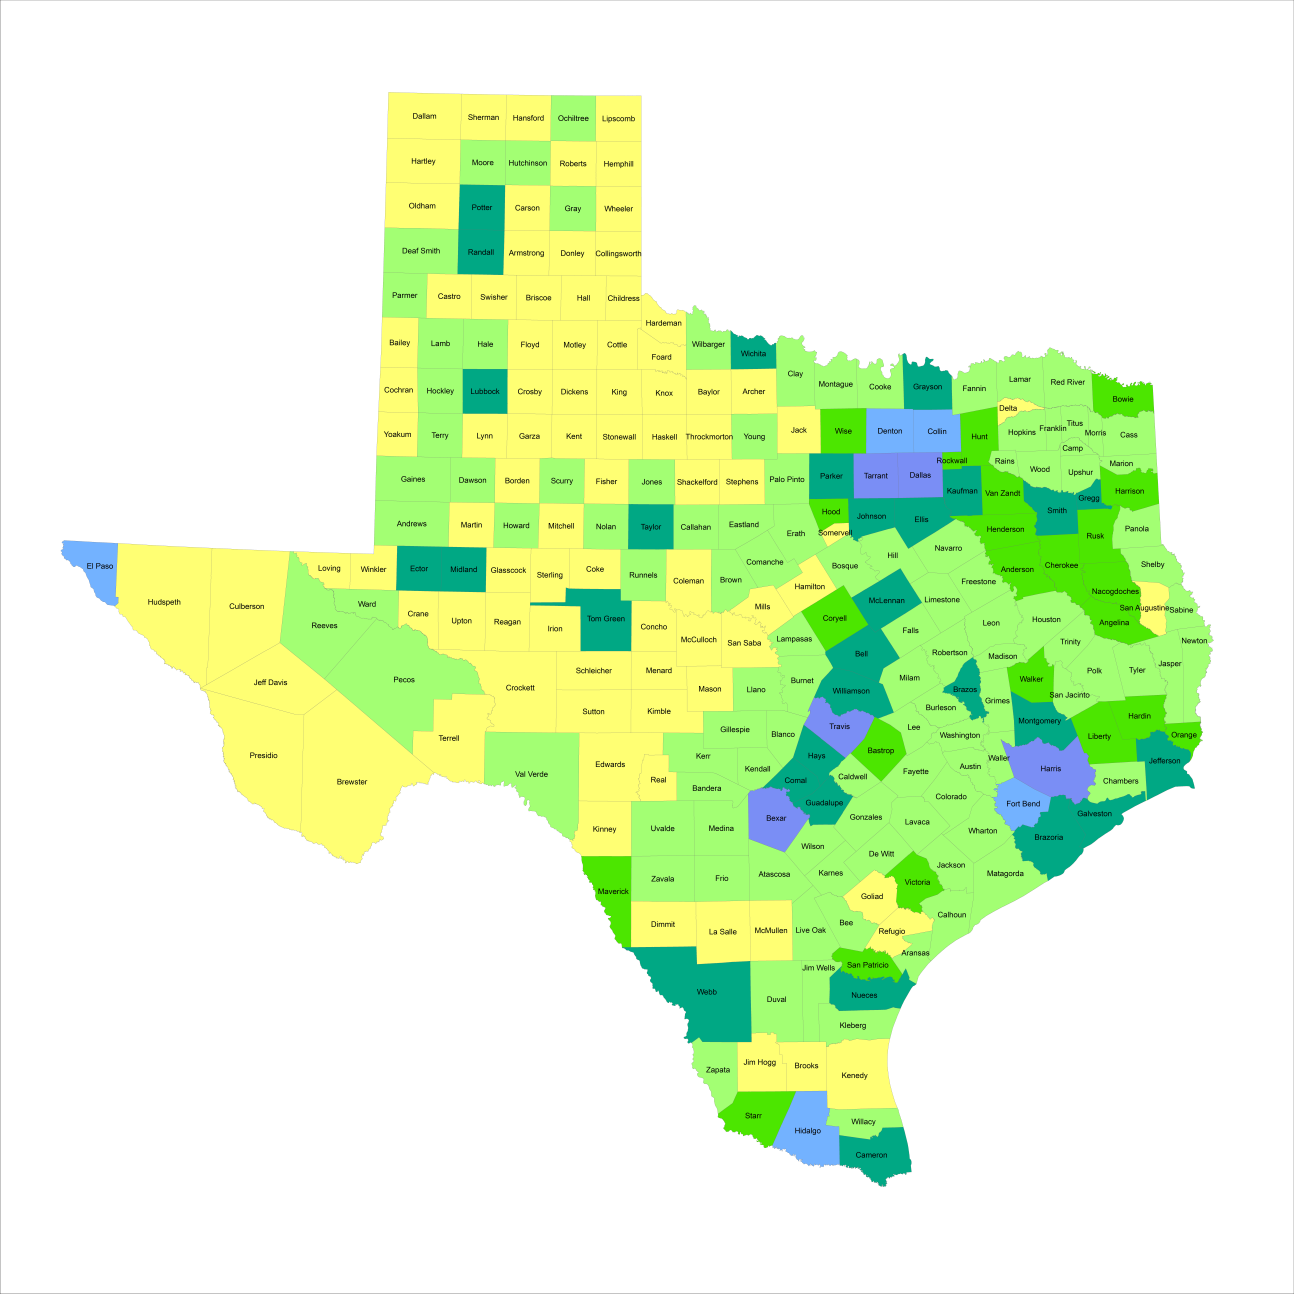 Dallam
Sherman
Hansford
Ochiltree
Lipscomb
Hartley
Moore
Hutchinson
Roberts
Hemphill
Oldham
Potter
Carson
Gray
Wheeler
Deaf Smith
Randall
Armstrong
Donley
Collingsworth
Parmer
Castro
Swisher
Briscoe
Hall
Childress
Hardeman
Bailey
Lamb
Hale
Floyd
Motley
Cottle
Foard
Wilbarger
Wichita
Clay
Montague
Cooke
Grayson
Fannin
Lamar
Red River
Bowie
Cochran
Hockley
Lubbock
Crosby
Dickens
King
Knox
Baylor
Archer
Delta
Yoakum
Terry
Lynn
Garza
Kent
Stonewall
Haskell
Throckmorton
Young
Jack
Wise
Denton
Collin
Hunt
Hopkins
Franklin
Titus
Morris
Cass
Camp
Rockwall
Rains
Wood
Upshur
Marion
Gaines
Dawson
Borden
Scurry
Fisher
Jones
Shackelford
Stephens
Palo Pinto
Parker
Tarrant
Dallas
Kaufman
Van Zandt
Gregg
Harrison
Smith
Andrews
Martin
Howard
Mitchell
Nolan
Taylor
Callahan
Eastland
Erath
Hood
Somervell
Johnson
Ellis
Henderson
Rusk
Panola
El Paso
Hudspeth
Culberson
Loving
Winkler
Ector
Midland
Glasscock
Sterling
Coke
Runnels
Coleman
Brown
Comanche
Hamilton
Bosque
Hill
Navarro
Freestone
Anderson
Cherokee
Shelby
Nacogdoches
San Augustine
Sabine
Reeves
Ward
Crane
Upton
Reagan
Irion
Tom Green
Concho
McCulloch
San Saba
Mills
Lampasas
Coryell
McLennan
Limestone
Falls
Leon
Houston
Angelina
Trinity
Newton
Jeff Davis
Pecos
Crockett
Schleicher
Menard
Mason
Llano
Burnet
Bell
Milam
Robertson
Madison
Walker
Polk
Tyler
Jasper
Presidio
Brewster
Terrell
Sutton
Kimble
Gillespie
Blanco
Williamson
Travis
Burleson
Brazos
Grimes
San Jacinto
Montgomery
Liberty
Hardin
Orange
Val Verde
Edwards
Real
Kerr
Kendall
Bandera
Hays
Comal
Guadalupe
Caldwell
Bastrop
Lee
Fayette
Washington
Austin
Waller
Harris
Chambers
Jefferson
Kinney
Uvalde
Medina
Bexar
Wilson
Gonzales
Lavaca
Colorado
Wharton
Fort Bend
Brazoria
Galveston
Maverick
Zavala
Frio
Atascosa
Karnes
De Witt
Victoria
Jackson
Matagorda
Dimmit
La Salle
McMullen
Live Oak
Bee
Goliad
Refugio
Calhoun
Aransas
Webb
Duval
Jim Wells
San Patricio
Nueces
Kleberg
Zapata
Jim Hogg
Brooks
Kenedy
Starr
Hidalgo
Willacy
Cameron